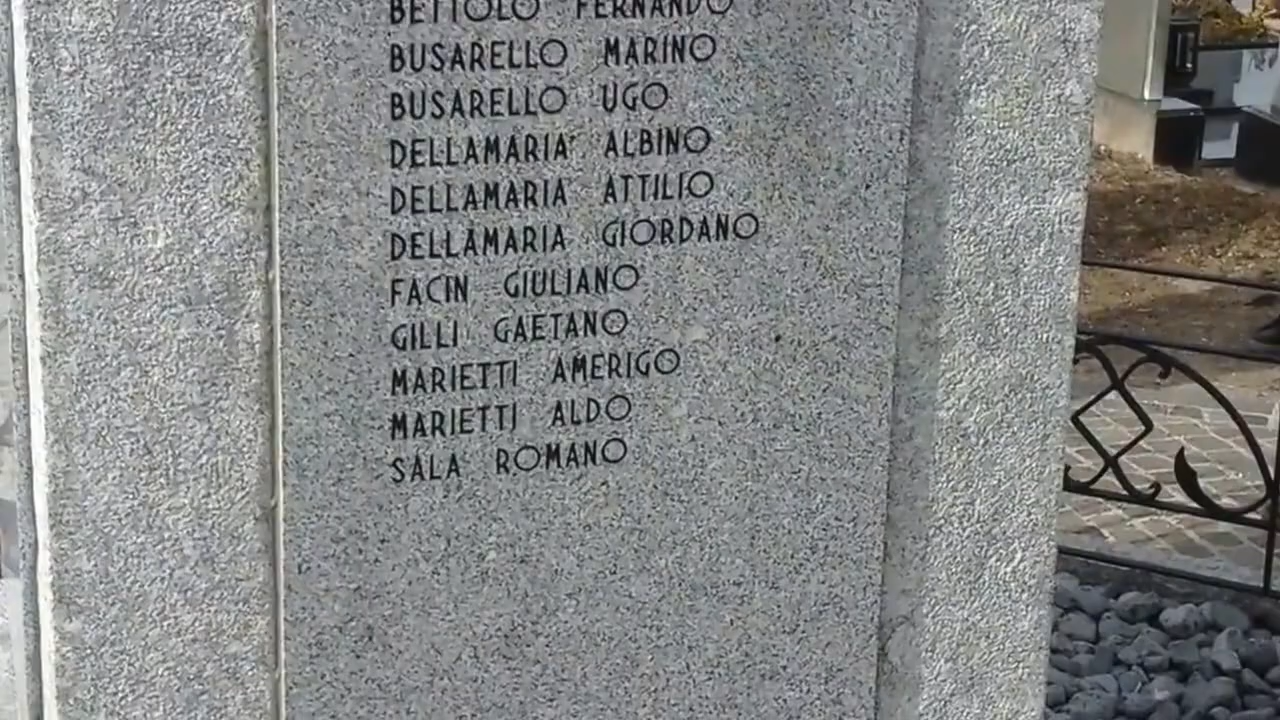 BETTOLO FERNANDO
BUSARELLO MARINO
BUSARELLO UGO
DELLAMARIA ALBINO
DELLAMARIA ATTILIO
DELLAMARIA GIORDANO
FACIN GIULIANO
GILLI GAETANO
MARIETTI AMERIGO
MARIETTI ALDO
SALA ROMANO